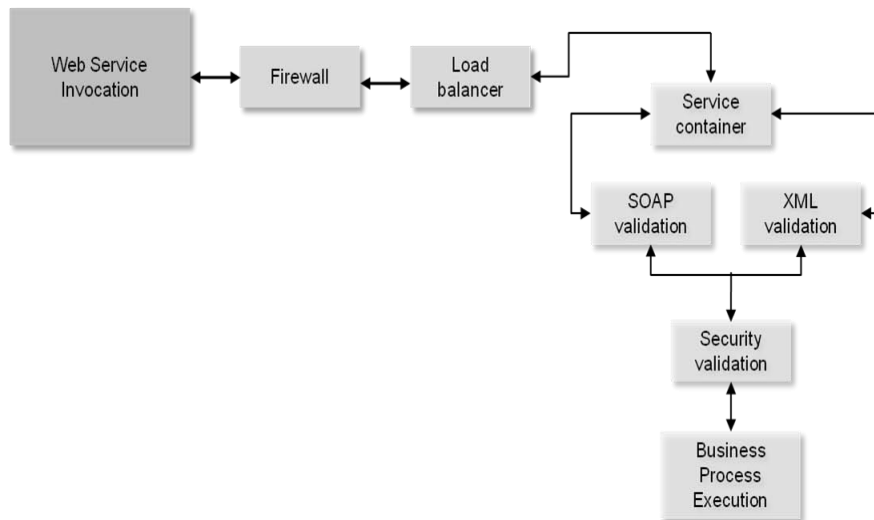 Web Service
Invocation
Firewall
Load
balancer
Service
container
SOAP
validation
XML
validation
Security
validation
Business
Process
Execution